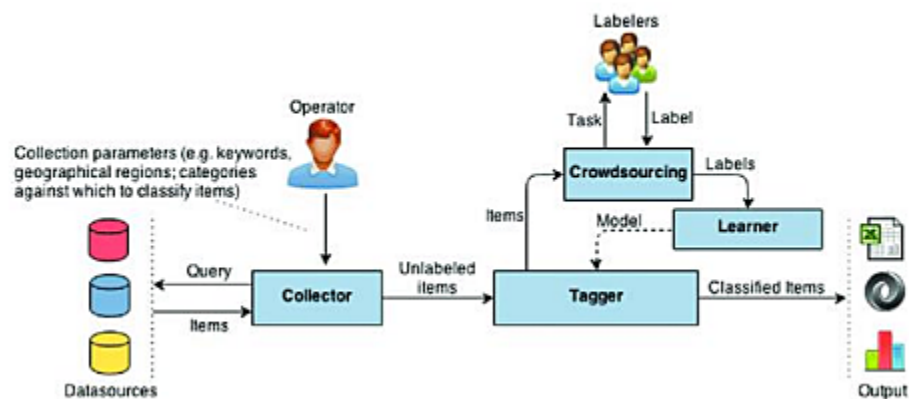 Labelers
Operator
Task
Label
Collection parameters (e.g. keywords,
geographical regions; categories
against which to classify items)
Crowdsourcing
Labels
Items
Model
Learner
Query
Collector
Unlabeled
items
Tagger
Classified Items
Items
Datasources
Output